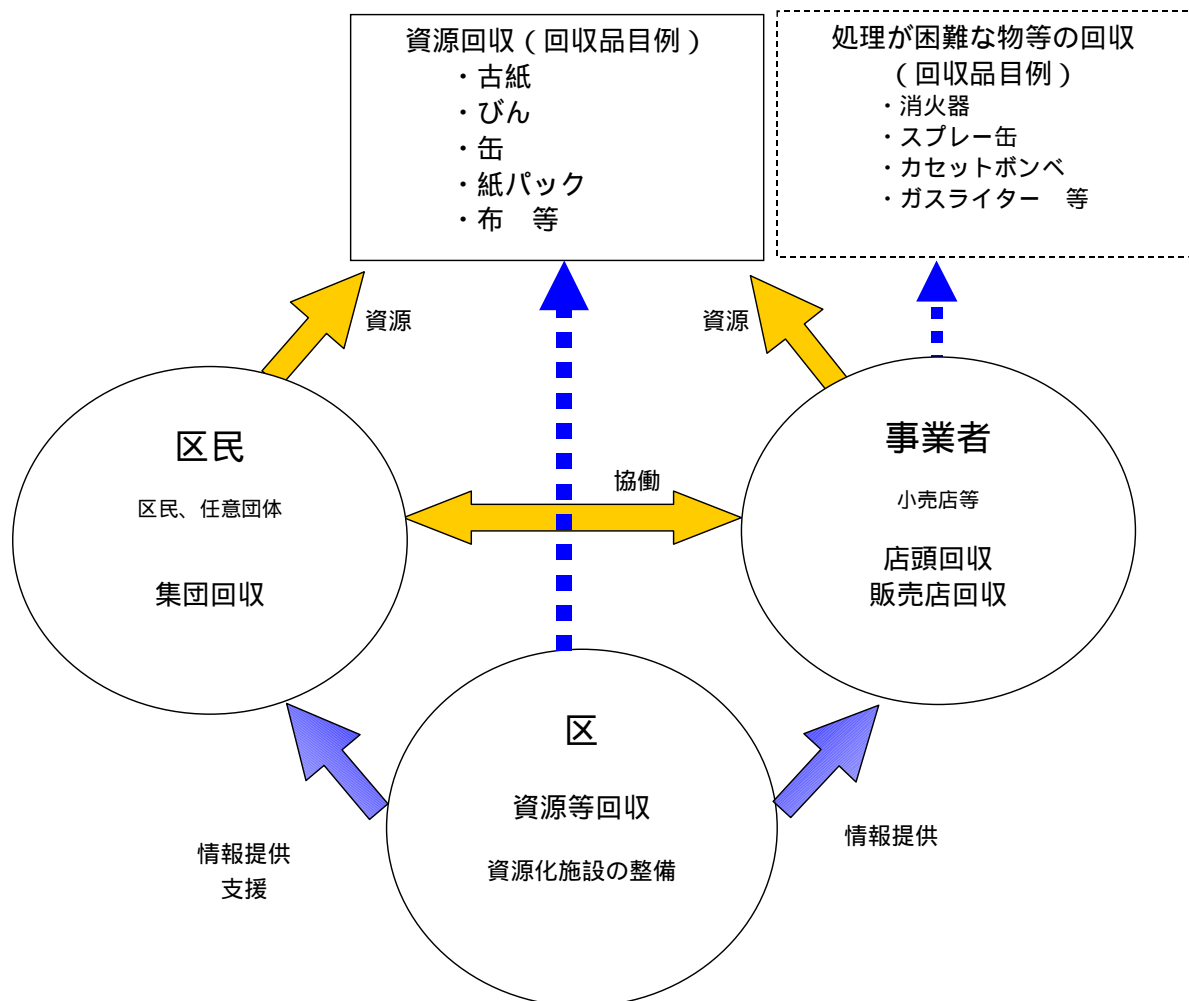 資源回収（回収品目例）
・古紙
・びん
・缶
・紙パック
・布　等
処理が困難な物等の回収
（回収品目例）
・消火器
・スプレー缶
・カセットボンベ
・ガスライター　等
資源
資源
区民
区民、任意団体
集団回収
協働
事業者
小売店等
店頭回収
販売店回収
区
資源等回収
資源化施設の整備
情報提供
支援
情報提供